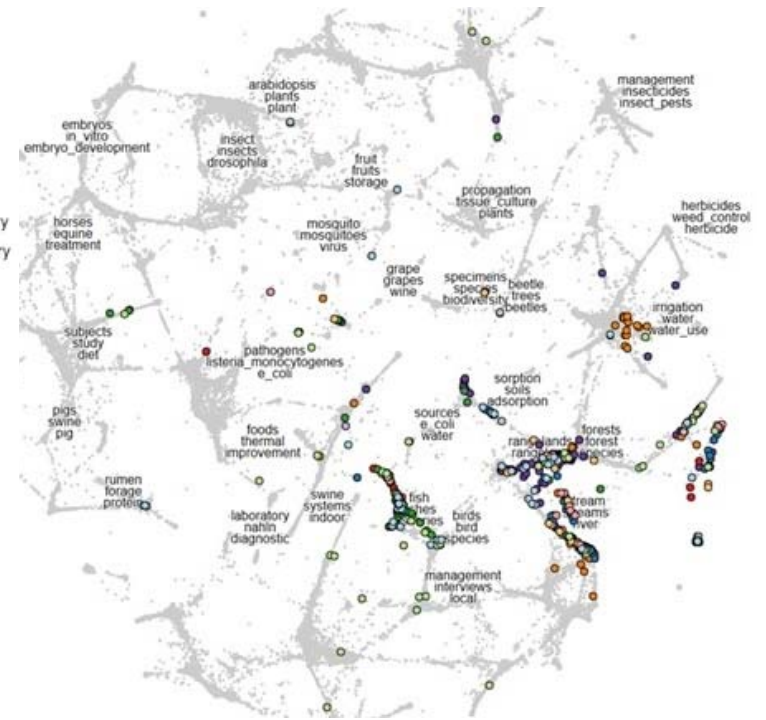 arabidopsis
plants
plant
management
insecticides
insect_pests
embryos
in_vitro
embryo_development
insect
insects
drosophila
fruit
fruits
storage
propagation
tissue_culture
plants
herbicides
weed_control
herbicide
horses
equine
treatment
mosquito
mosquitoes
virus
grape
grapes
wine
specimens
species
biodiversity
beetle
trees
beetles
irrigation
water
water_use
subjects
study
diet
pathogens
listeria_monocytogenes
e_coli
sorption
soils
adsorption
pigs
swine
pig
foods
thermal
improvement
sources
e_coli
water
forests
forest
species
rumen
forage
protein
swine
systems
indoor
laboratory
nahln
diagnostic
fish
birds
bird
species
river
management
interviews
local